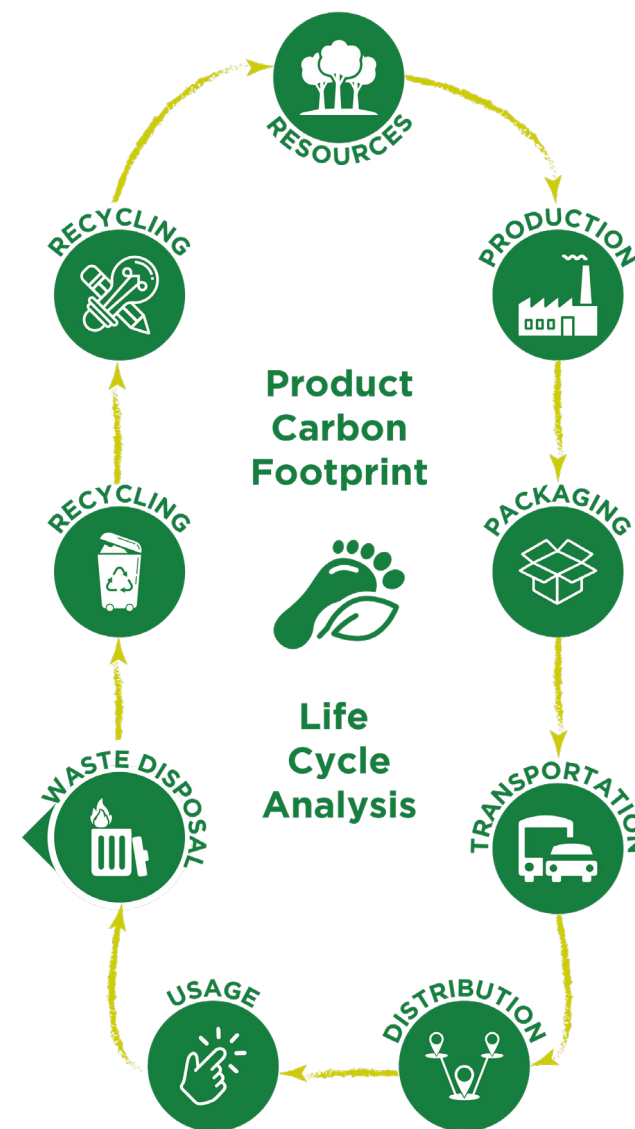 RESOURCES
PRODUCTION
PACKAGING
TRANSPORTATION
DISTRIBUTION
USAGE
WASTE DISPOSAL
RECYCLING
RECYCLING
Product
Carbon
Footprint
Life
Cycle
Analysis